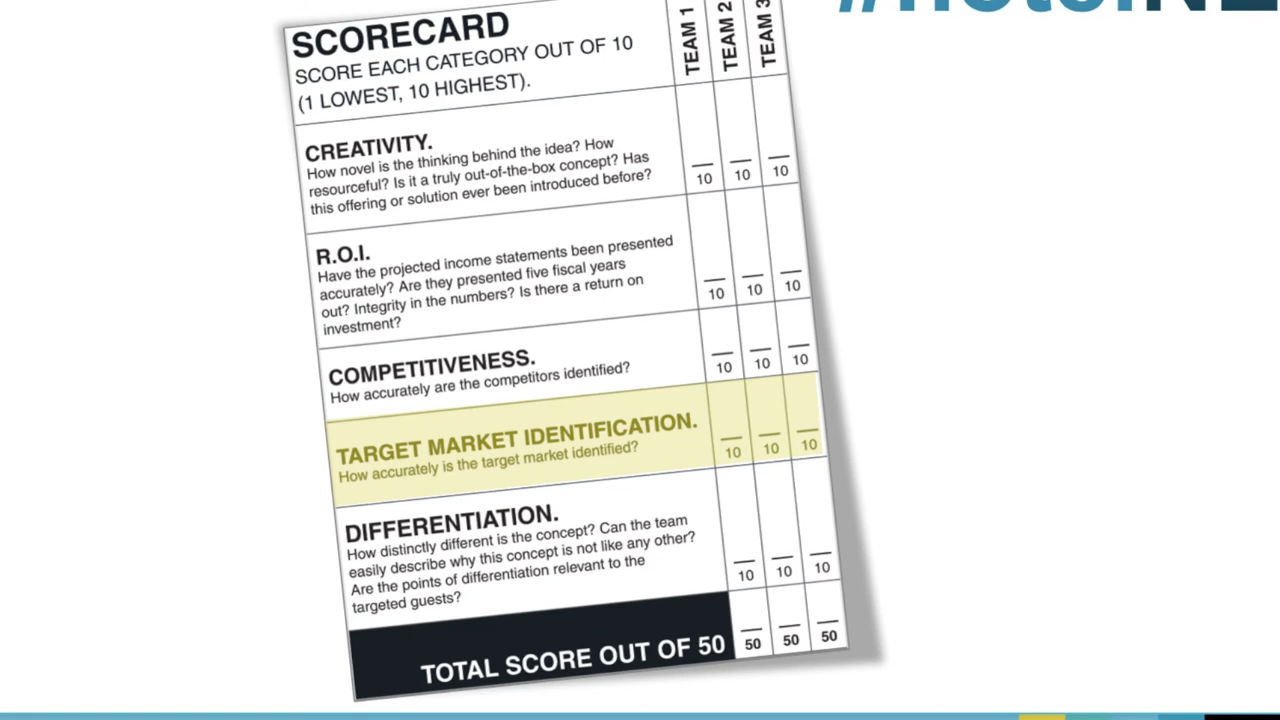 SCORECARD
SCORE EACH CATEGORY OUT OF 10
(1 LOWEST, 10 HIGHEST).
TEAM 1
TEAM 2
TEAM 3
CREATIVITY.
How novel is the thinking behind the idea? How
resourceful? Is it a truly out-of-the-box concept? Has
this offering or solution ever been introduced before?
10 10 10
R.O.I.
Have the projected income statements been presented
accurately? Are they presented five fiscal years
out? Integrity in the numbers? Is there a return on
investment?
10 10 10
COMPETITIVENESS.
How accurately are the competitors identified?
10 10 10
TARGET MARKET IDENTIFICATION.
How accurately is the target market identified?
10 10 10
DIFFERENTIATION.
How distinctly different is the concept? Can the team
easily describe why this concept is not like any other?
Are the points of differentiation relevant to the
targeted guests?
10 10 10
TOTAL SCORE OUT OF 50
50 50 50